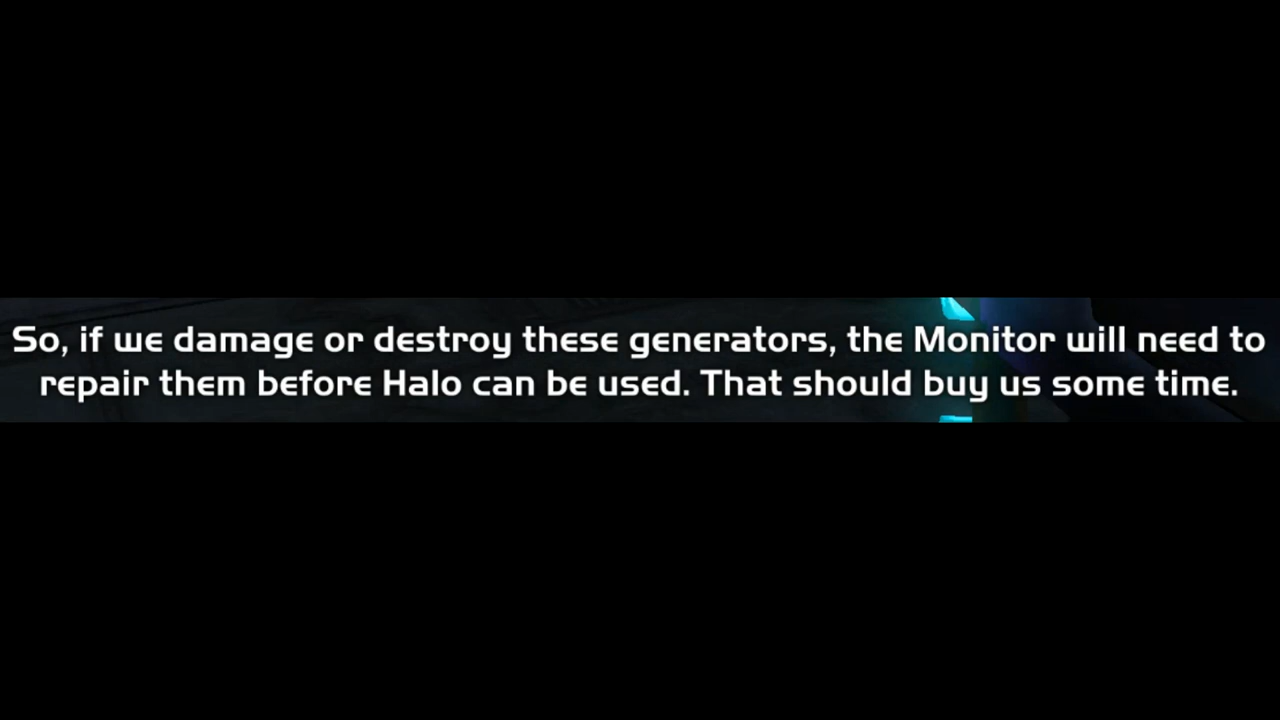 So, if we damage or destroy these generators, the Monitor will need to
repair them before Halo can be used. That should buy us some time.